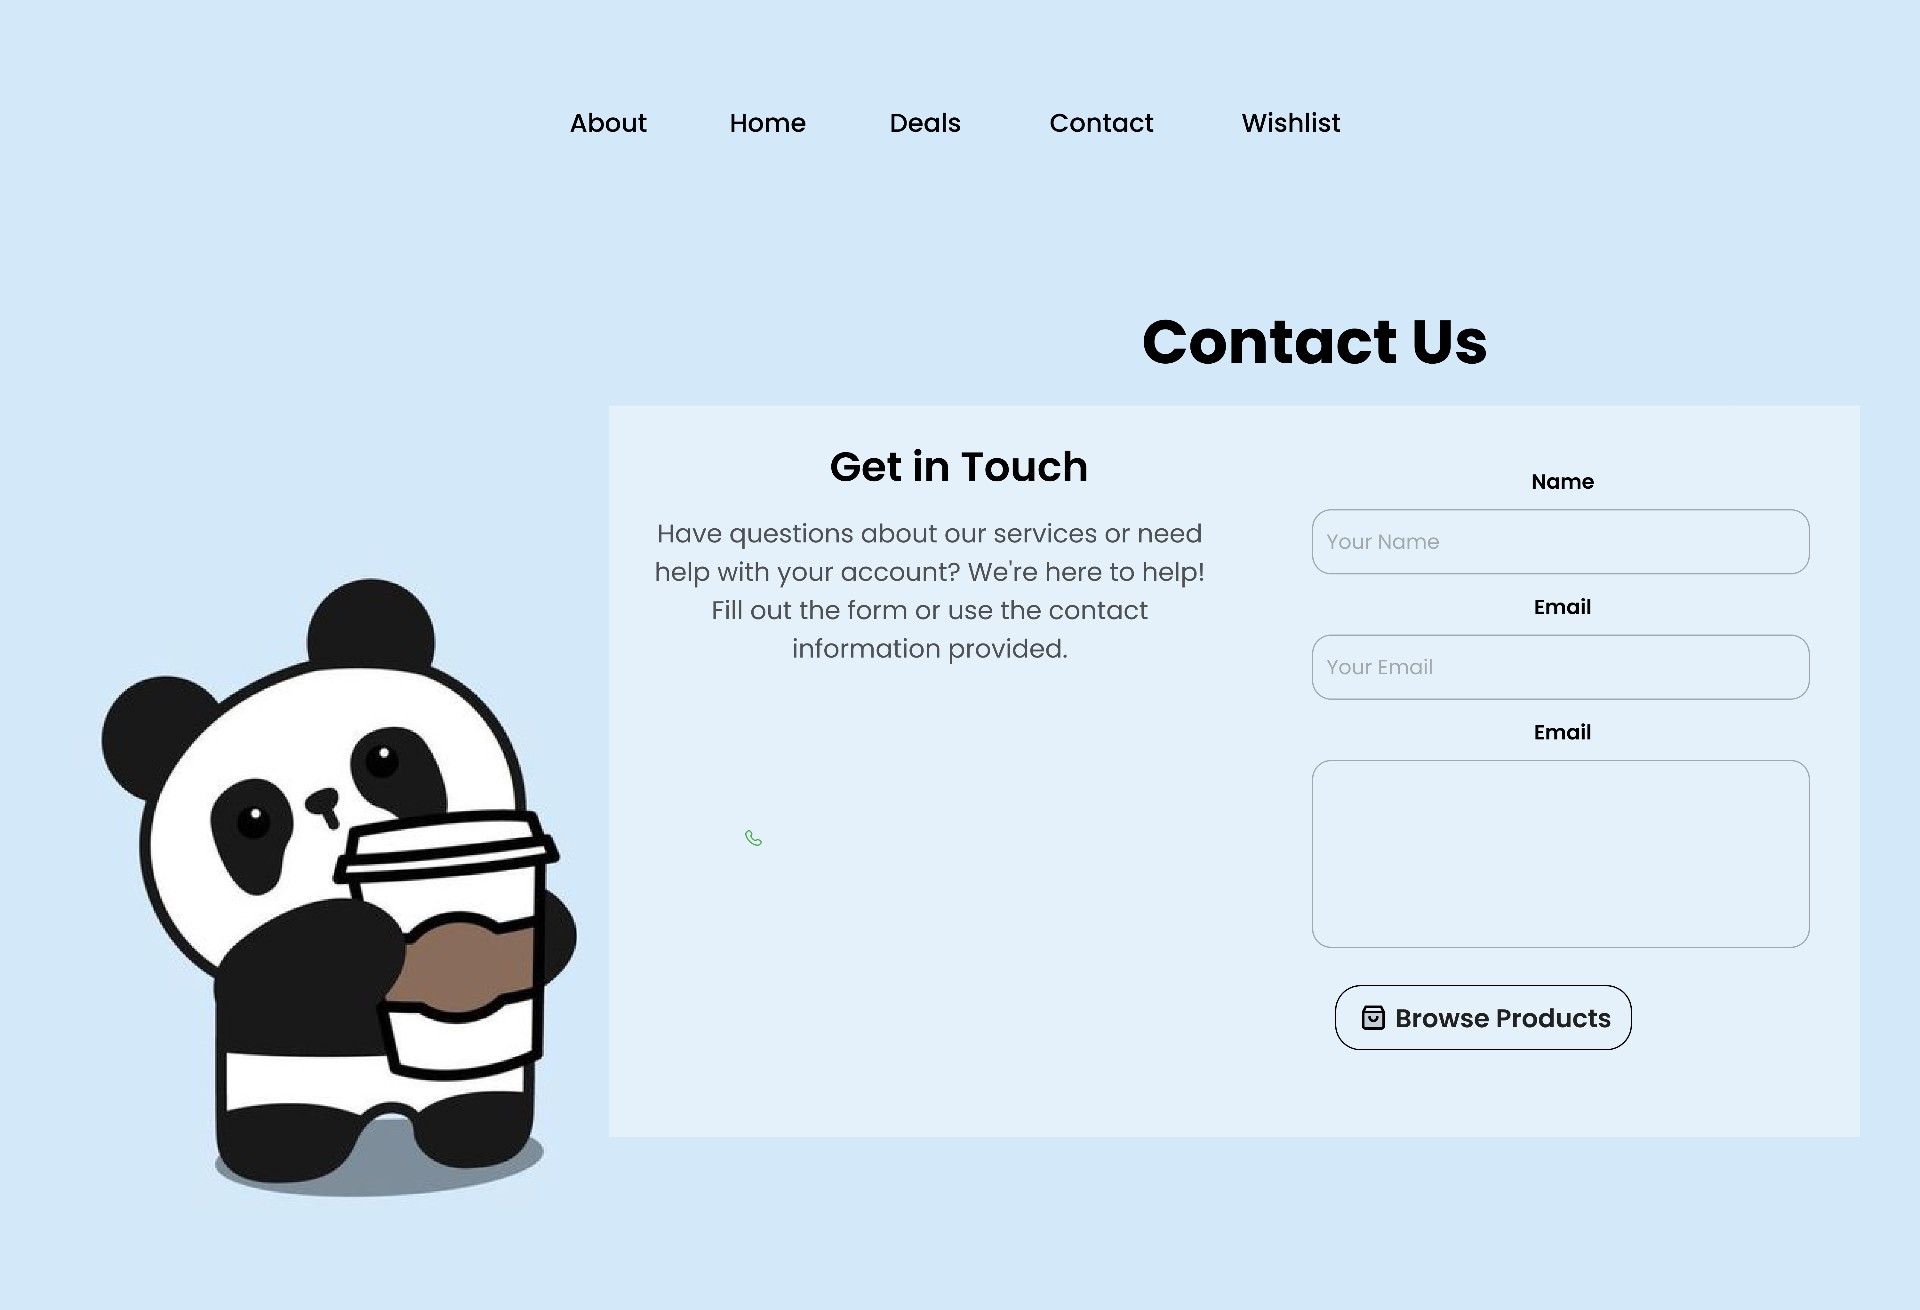 About Home Deals Contact Wishlist
Contact Us
Get in Touch
Have questions about our services or need
help with your account? We're here to help!
Fill out the form or use the contact
information provided.
Name
Your Name
Email
Your Email
Email
Browse Products